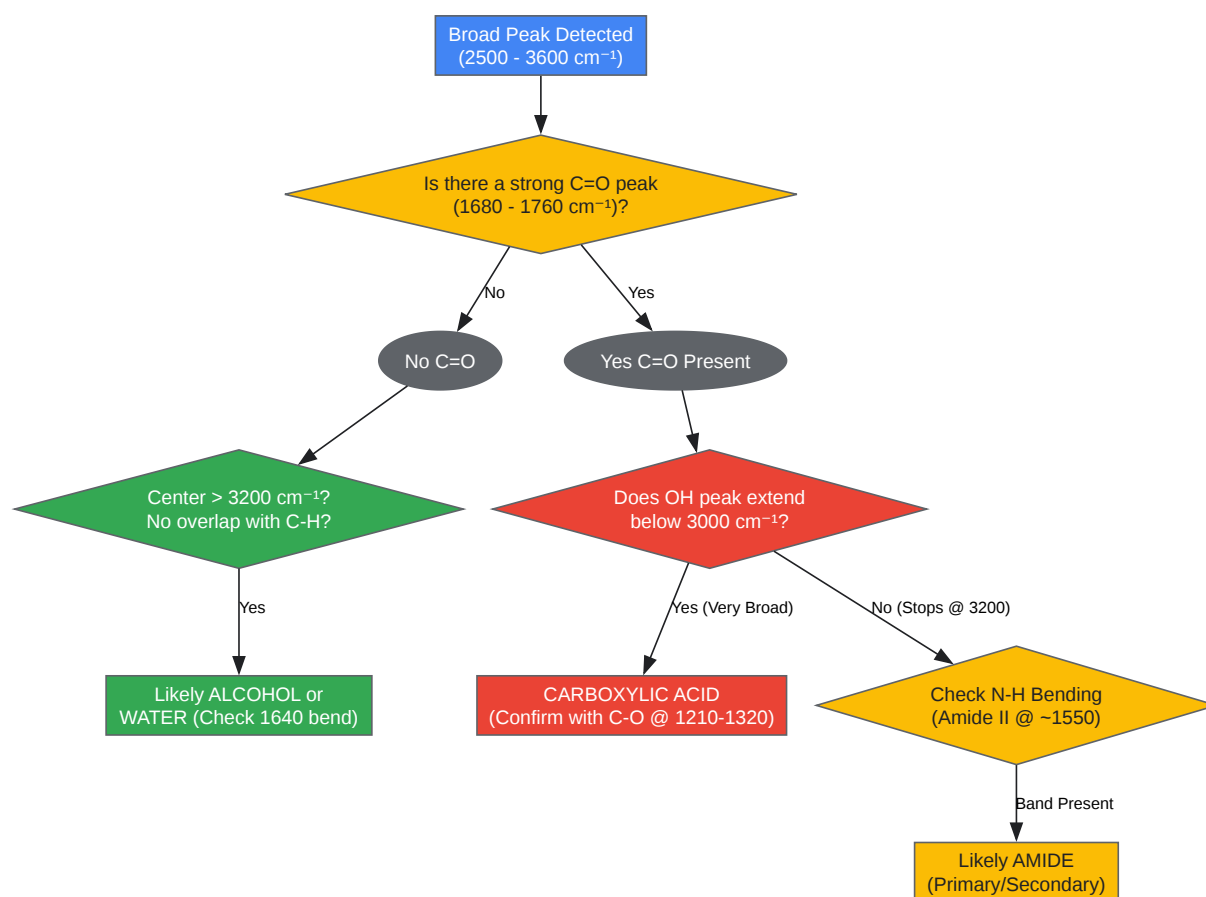 Broad Peak Detected
(2500 - 3600 cm⁻¹)
Is there a strong C=O peak
(1680 - 1760 cm⁻¹)?
No
Yes
No C=O
Yes C=O Present
Center > 3200 cm⁻¹?
No overlap with C-H?
Does OH peak extend
below 3000 cm⁻¹?
Yes
Yes (Very Broad)
No (Stops @ 3200)
Likely ALCOHOL or
WATER (Check 1640 bend)
CARBOXYLIC ACID
(Confirm with C-O @ 1210-1320)
Check N-H Bending
(Amide II @ ~1550)
Band Present
Likely AMIDE
(Primary/Secondary)